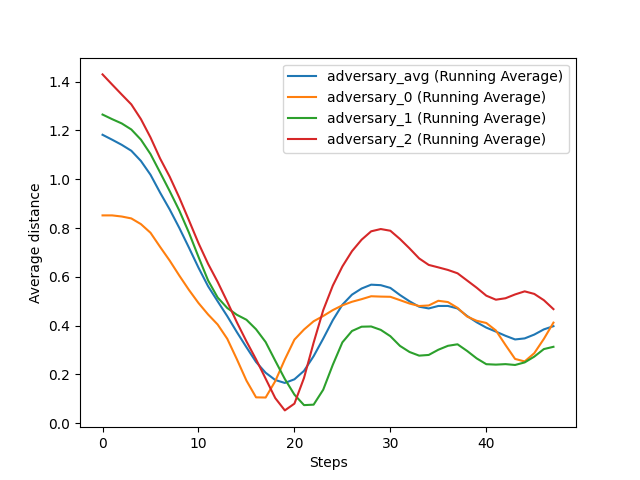 adversary_avg (Running Average)
adversary_0 (Running Average)
adversary_1 (Running Average)
adversary_2 (Running Average)
1.4
1.2
1.0
0.8
0.6
0.4
0.2
0.0
Average distance
0 10 20 30 40
Steps